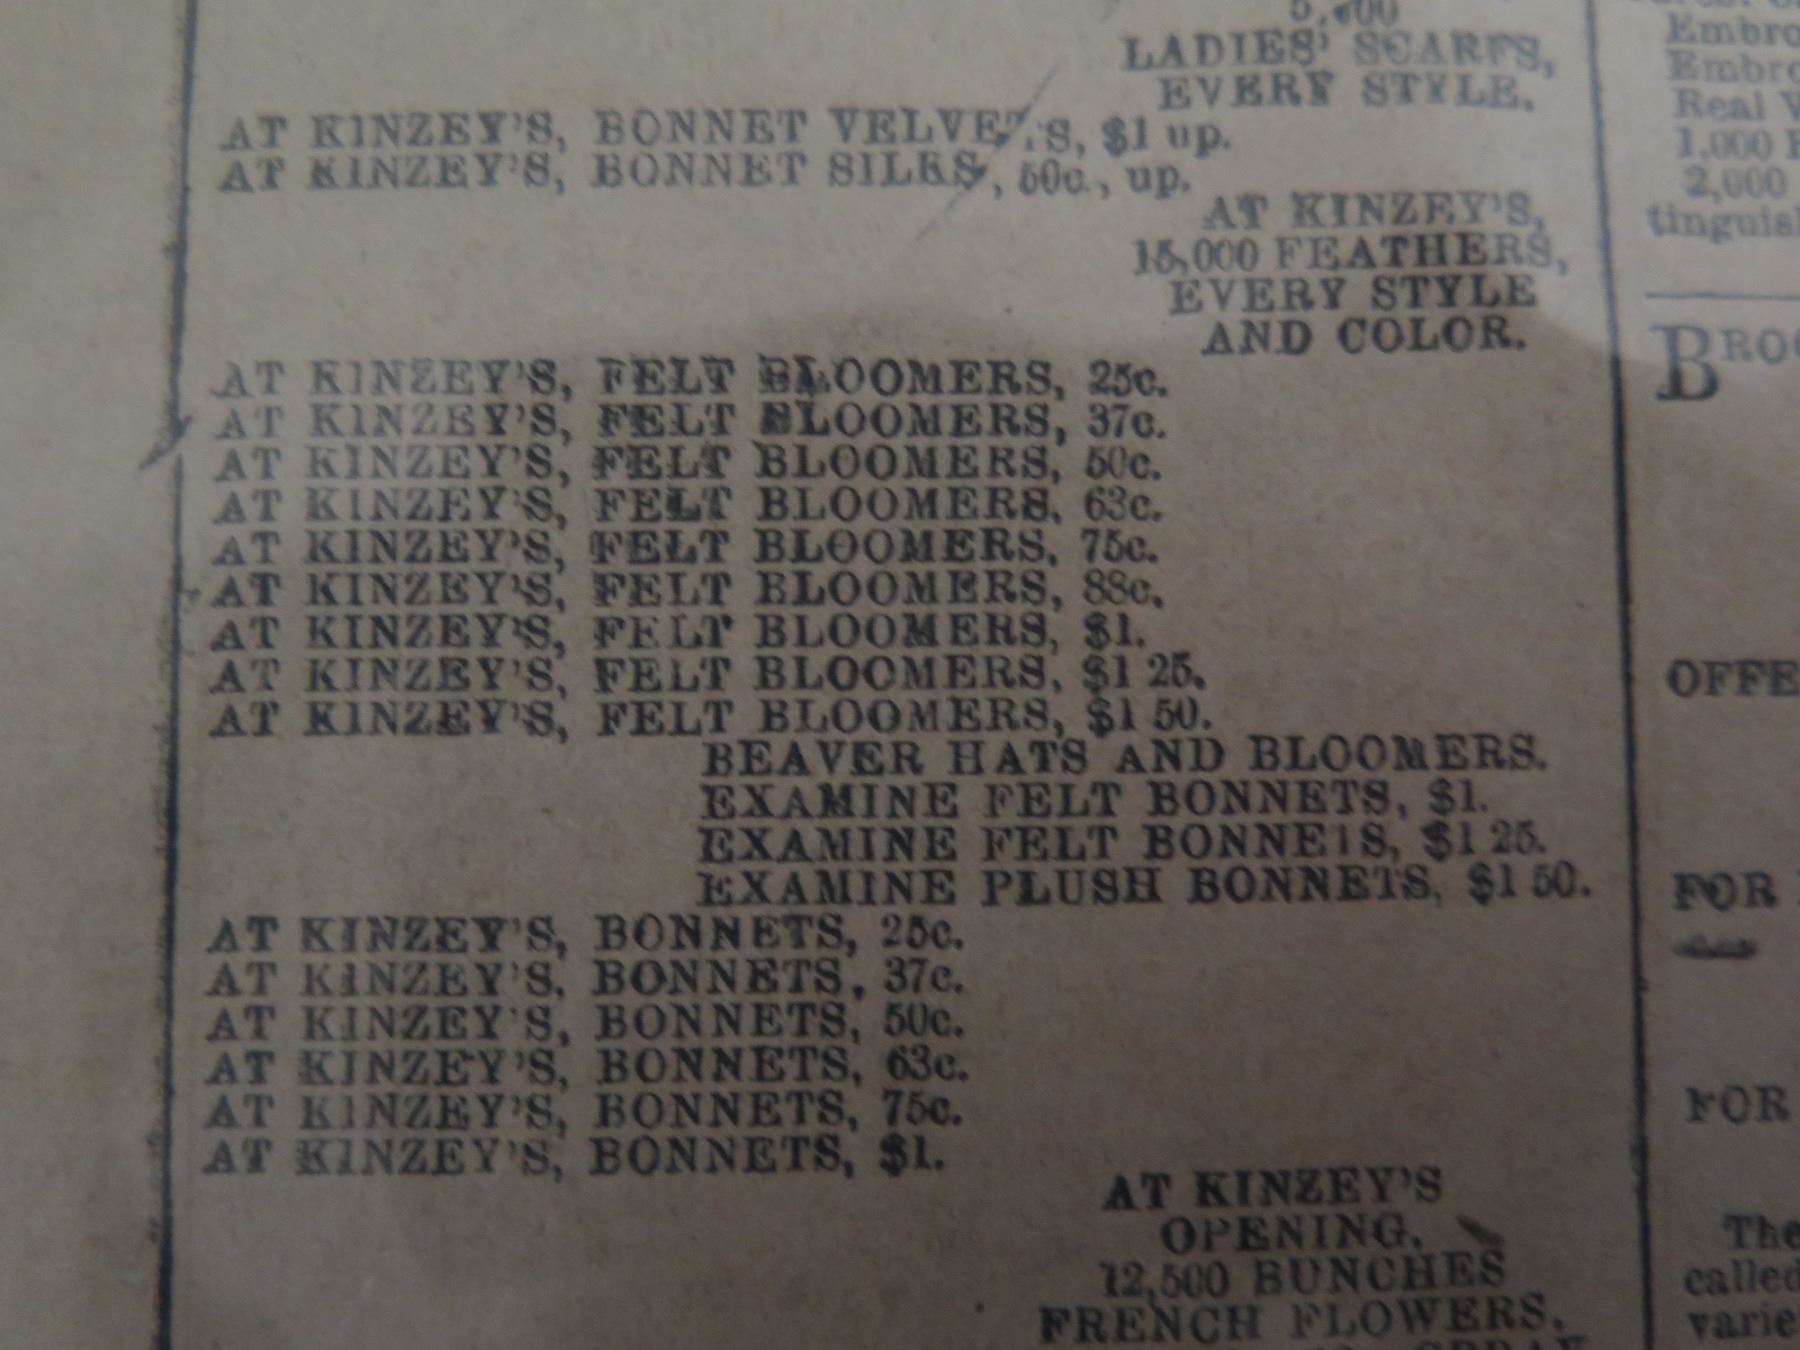 LADIES' SCARFS,
EVERY STYLE.
AT KINZEY'S, BONNET VELVETS, $1 up.
AT KINZEY'S, BONNET SILKS, 50c., up.
AT KINZEY'S,
15,000 FEATHERS,
EVERY STYLE
AND COLOR.
AT KINZEY'S, FELT BLOOMERS, 25c.
AT KINZEY'S, FELT BLOOMERS, 37c.
AT KINZEY'S, FELT BLOOMERS, 50c.
AT KINZEY'S, FELT BLOOMERS, 63c.
AT KINZEY'S, FELT BLOOMERS, 75c.
AT KINZEY'S, FELT BLOOMERS, 88c.
AT KINZEY'S, FELT BLOOMERS, $1.
AT KINZEY'S, FELT BLOOMERS, $1 25.
AT KINZEY'S, FELT BLOOMERS, $1 50.
BEAVER HATS AND BLOOMERS.
EXAMINE FELT BONNETS, $1.
EXAMINE FELT BONNETS, $1 25.
EXAMINE PLUSH BONNETS, $1 50.
AT KINZEY'S, BONNETS, 25c.
AT KINZEY'S, BONNETS, 37c.
AT KINZEY'S, BONNETS, 50c.
AT KINZEY'S, BONNETS, 63c.
AT KINZEY'S, BONNETS, 75c.
AT KINZEY'S, BONNETS, $1.
AT KINZEY'S
OPENING.
12,500 BUNCHES
FRENCH FLOWERS.
Embro
Embro
Real V
1,000
2,000
tinguish
BROO
OFFE
FOR
FOR
The
called
varie